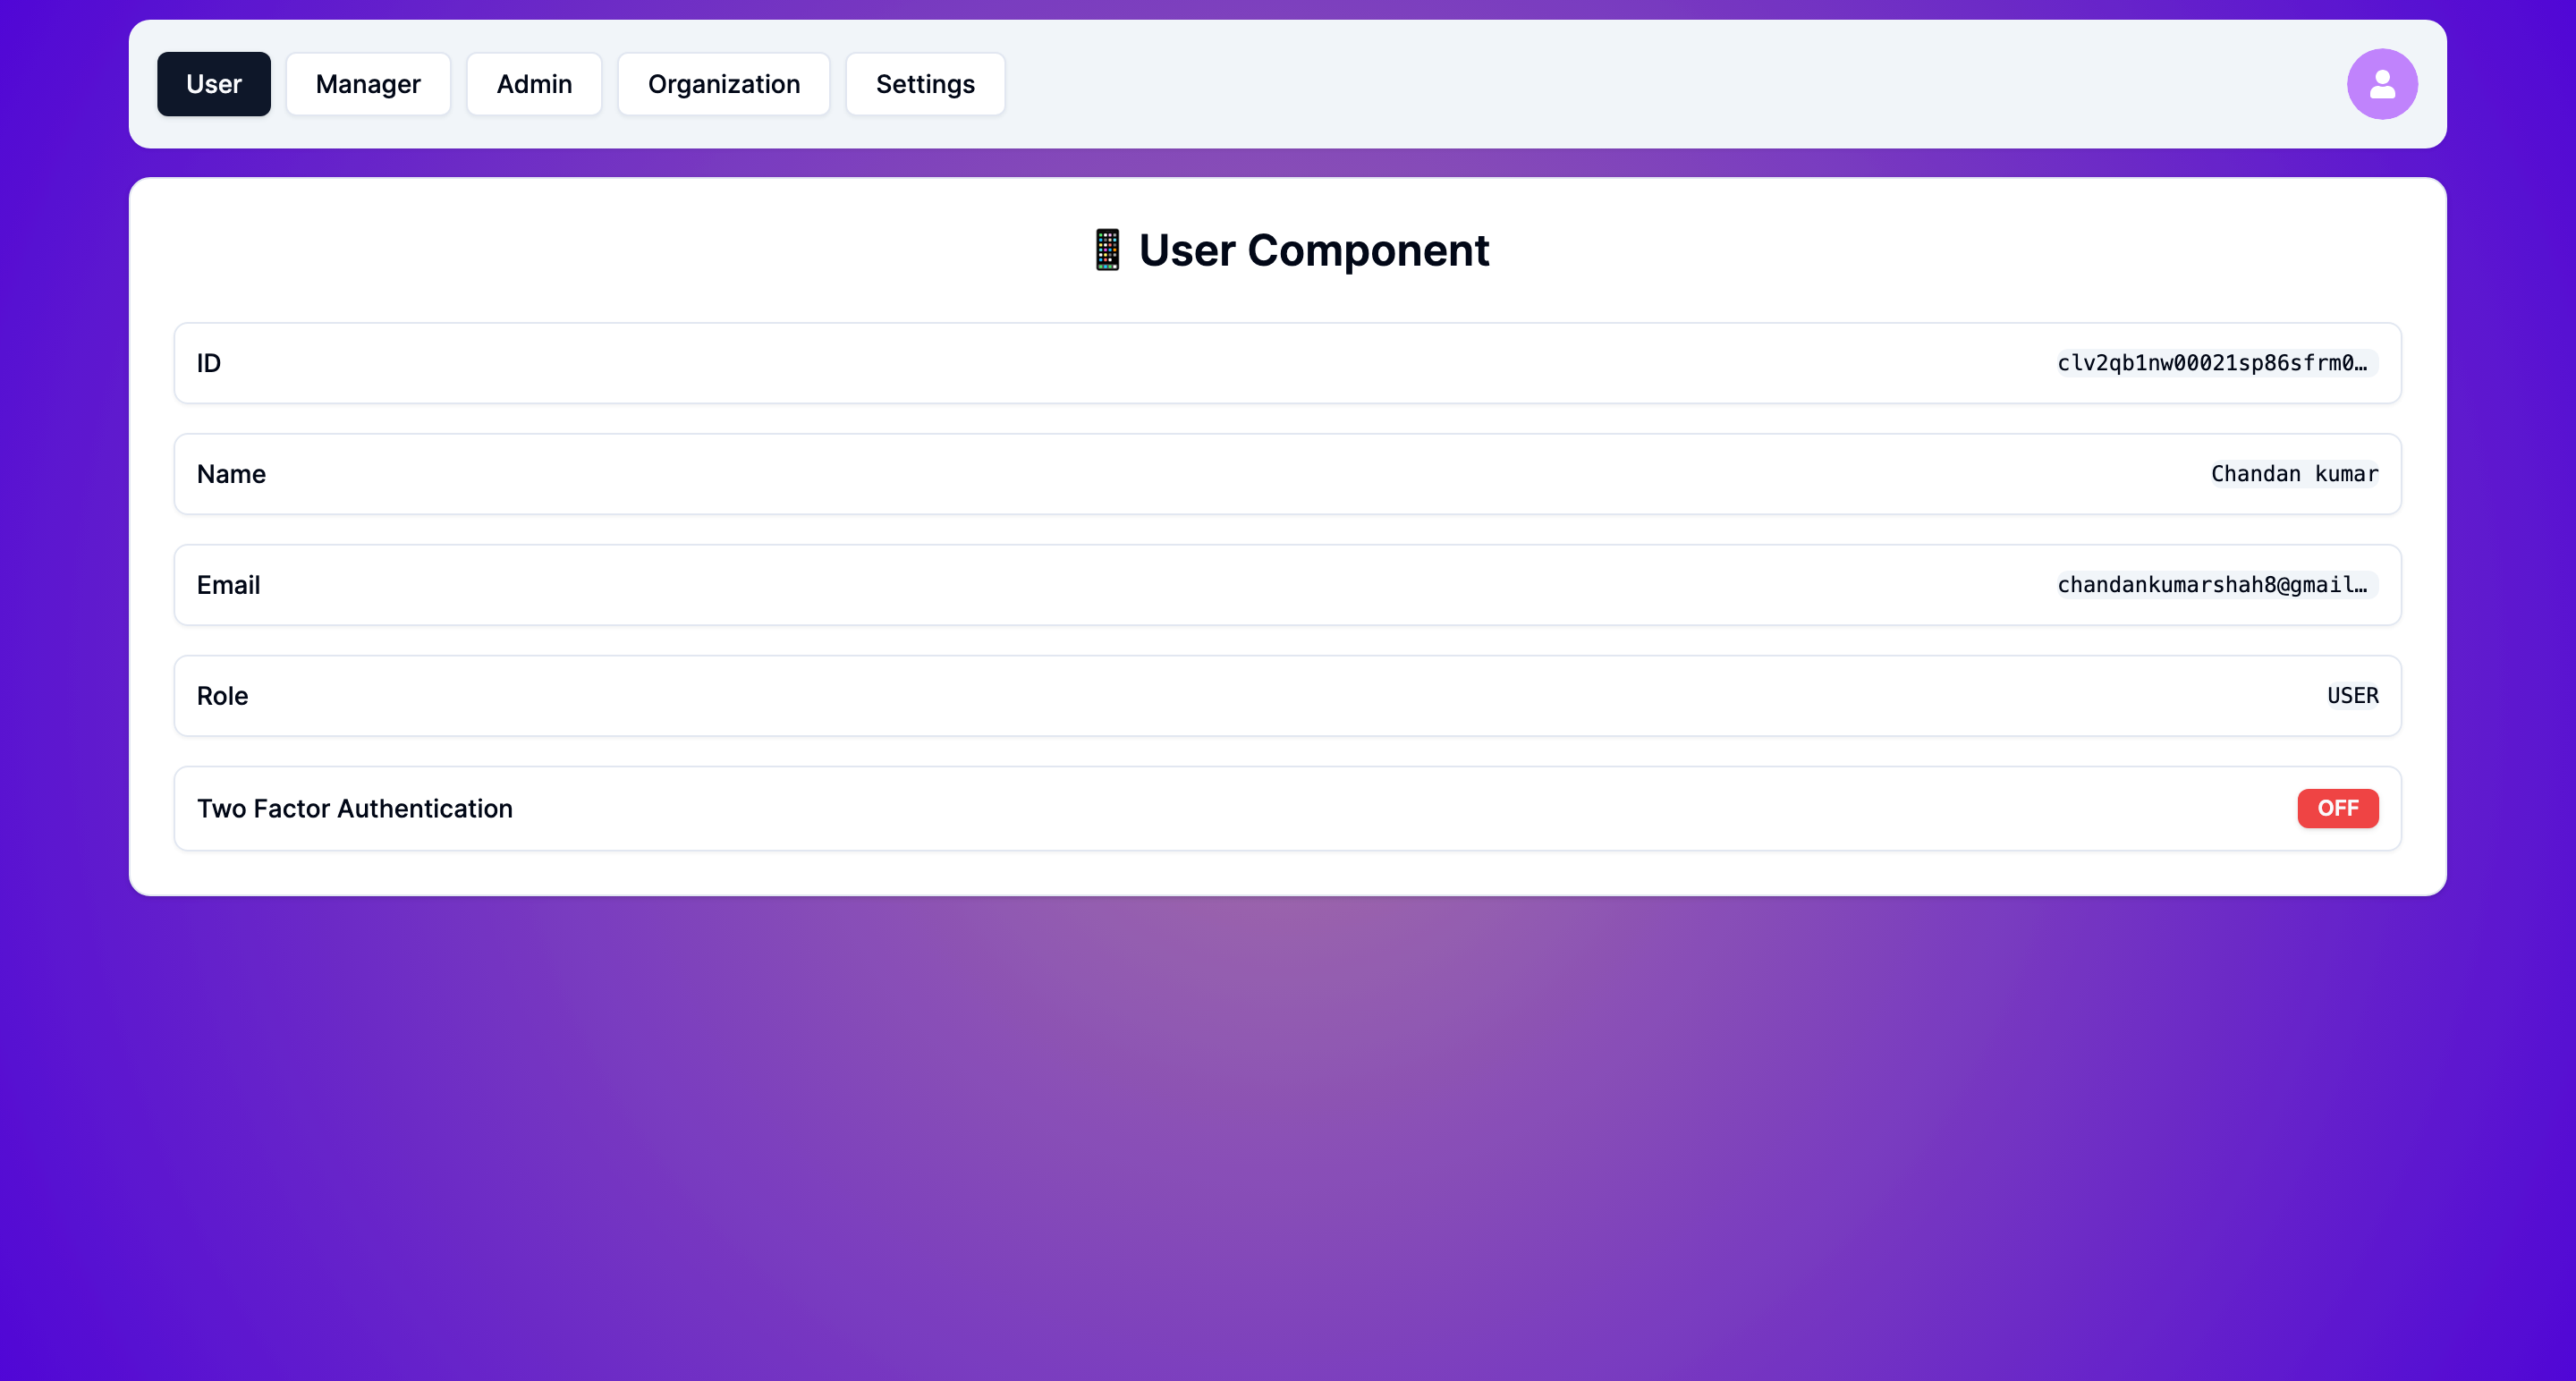 User Manager Admin Organization Settings
📱 User Component
ID clv2qb1nw00021sp86sfrm0…
Name Chandan kumar
Email chandankumarshah8@gmail…
Role USER
Two Factor Authentication OFF